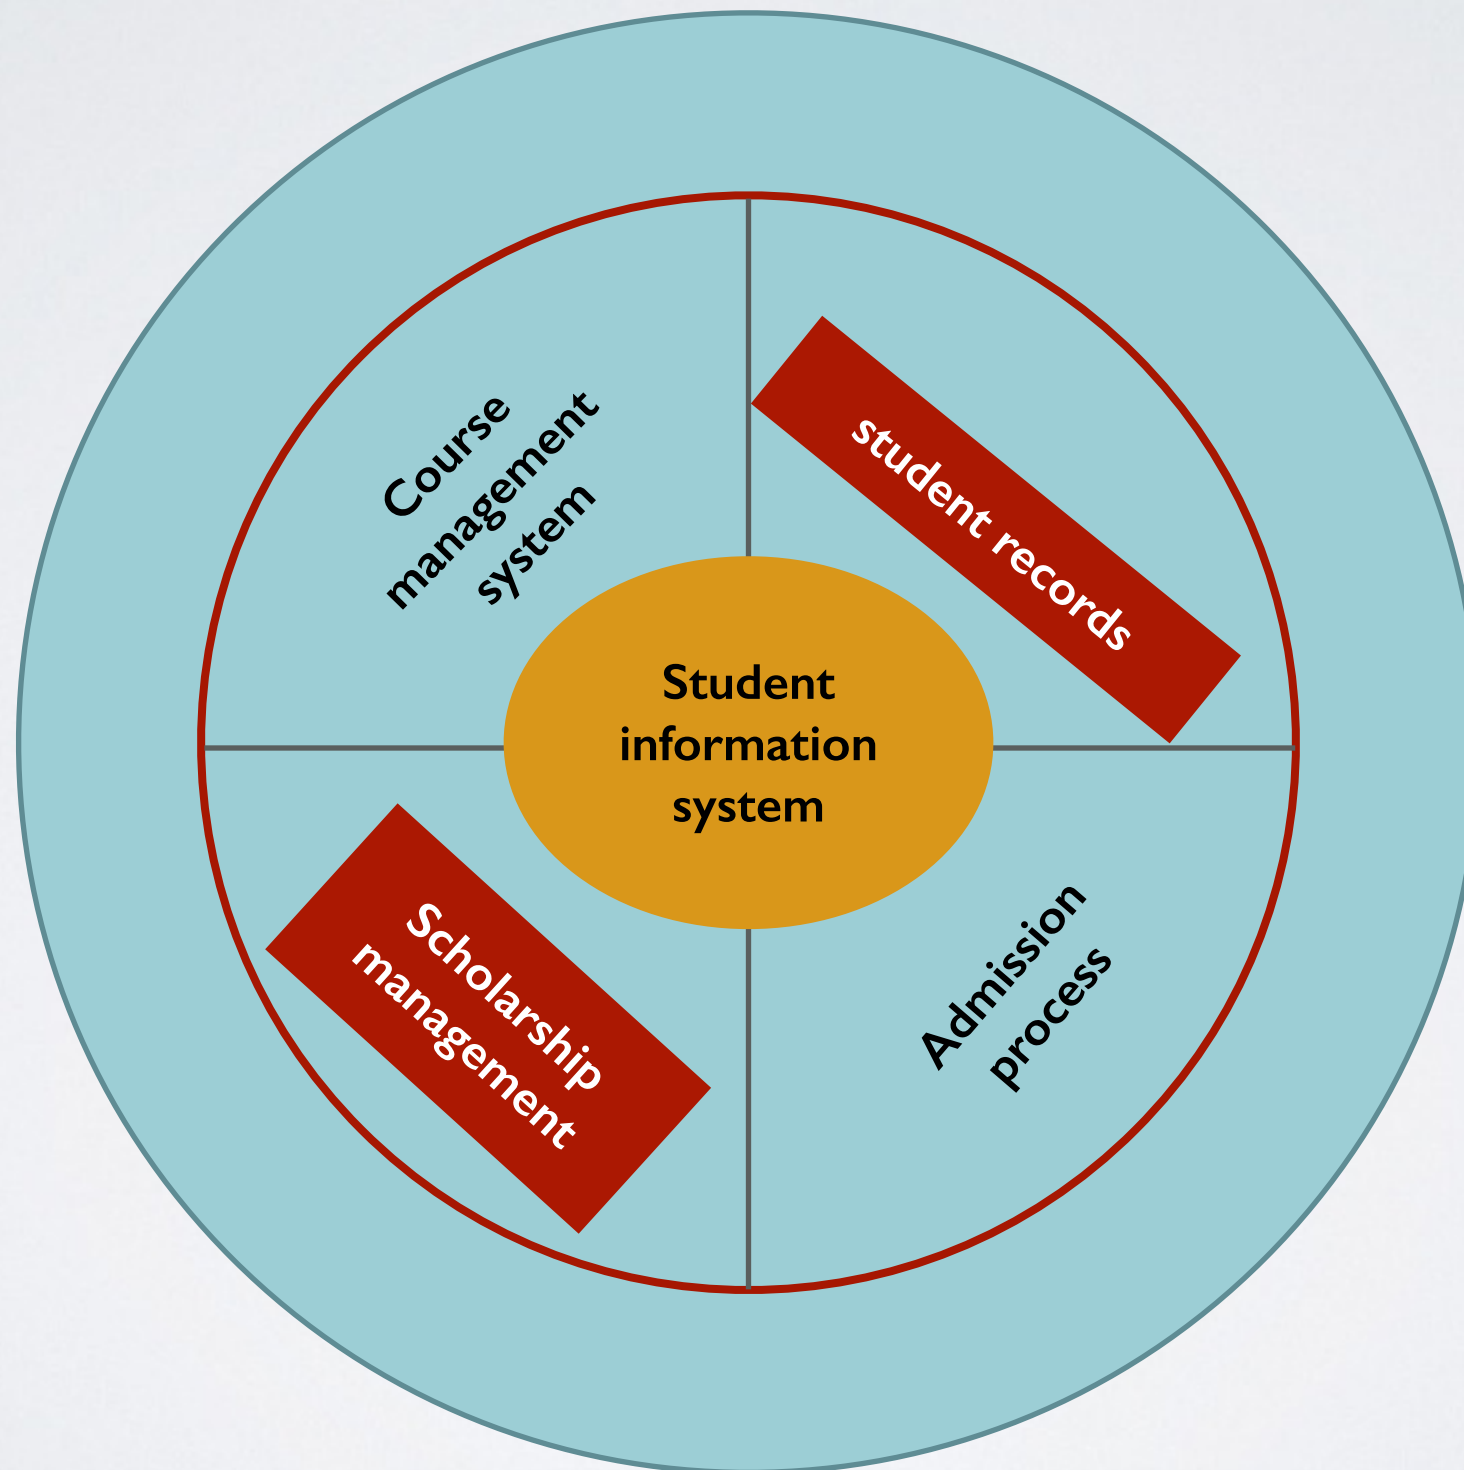 Course
management
system
student records
Student
information
system
Scholarship
management
Admission
process